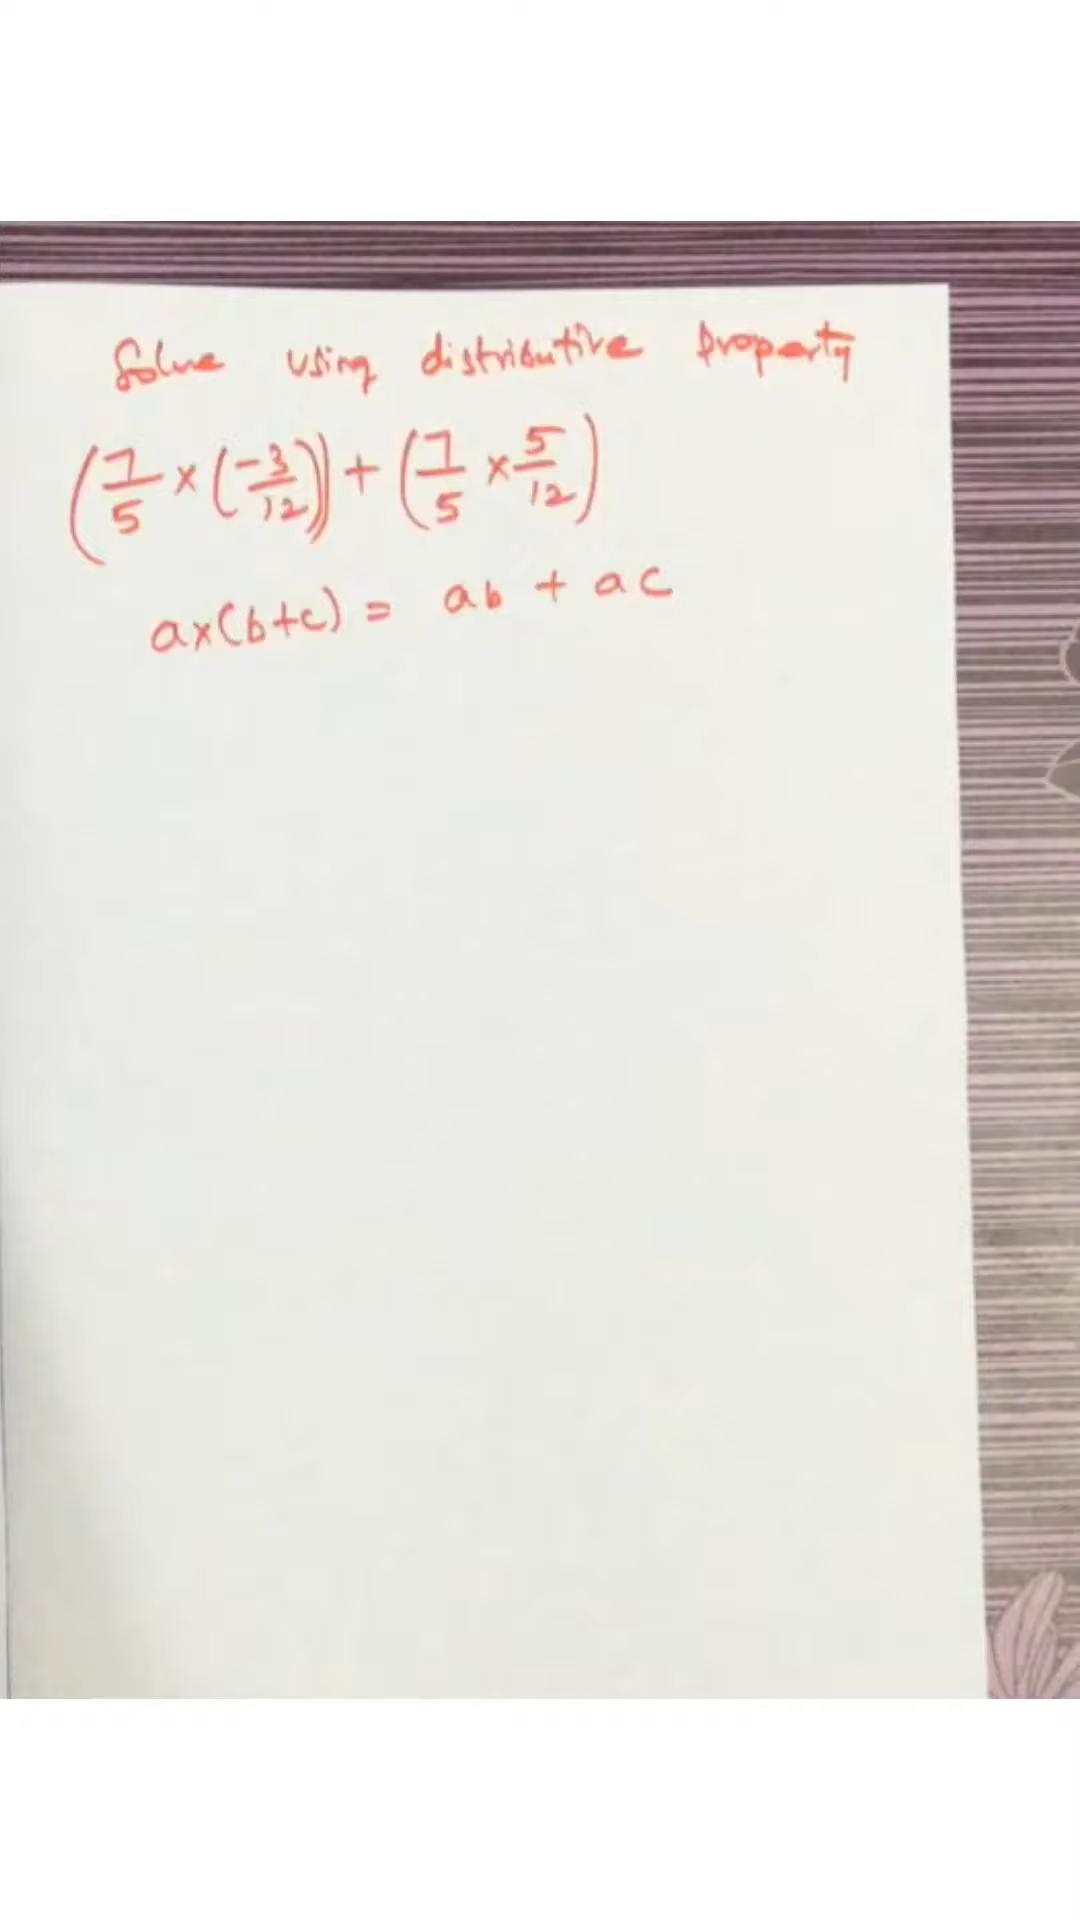 Solve using distributive property
(7/5 × (-3/12)) + (7/5 × 5/12)
a×(b+c) = ab + ac